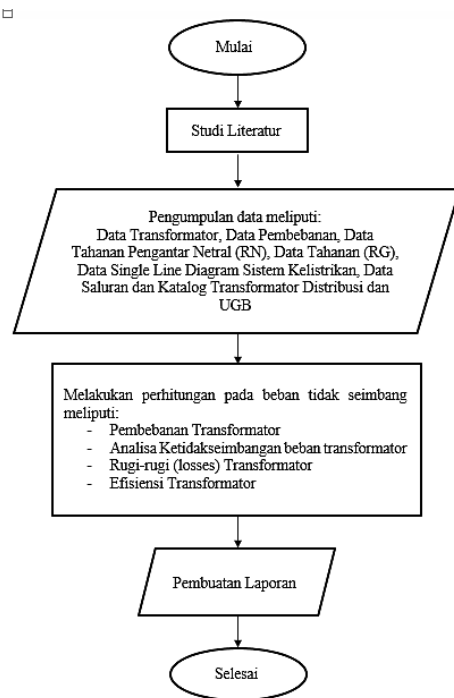 Mulai
Studi Literatur
Pengumpulan data meliputi:
Data Transformator, Data Pembebanan, Data
Tahanan Pengantar Netral (RN), Data Tahanan (RG),
Data Single Line Diagram Sistem Kelistrikan, Data
Saluran dan Katalog Transformator Distribusi dan
UGB
Melakukan perhitungan pada beban tidak seimbang
meliputi:
- Pembebanan Transformator
- Analisa Ketidakseimbangan beban transformator
- Rugi-rugi (losses) Transformator
- Efisiensi Transformator
Pembuatan Laporan
Selesai